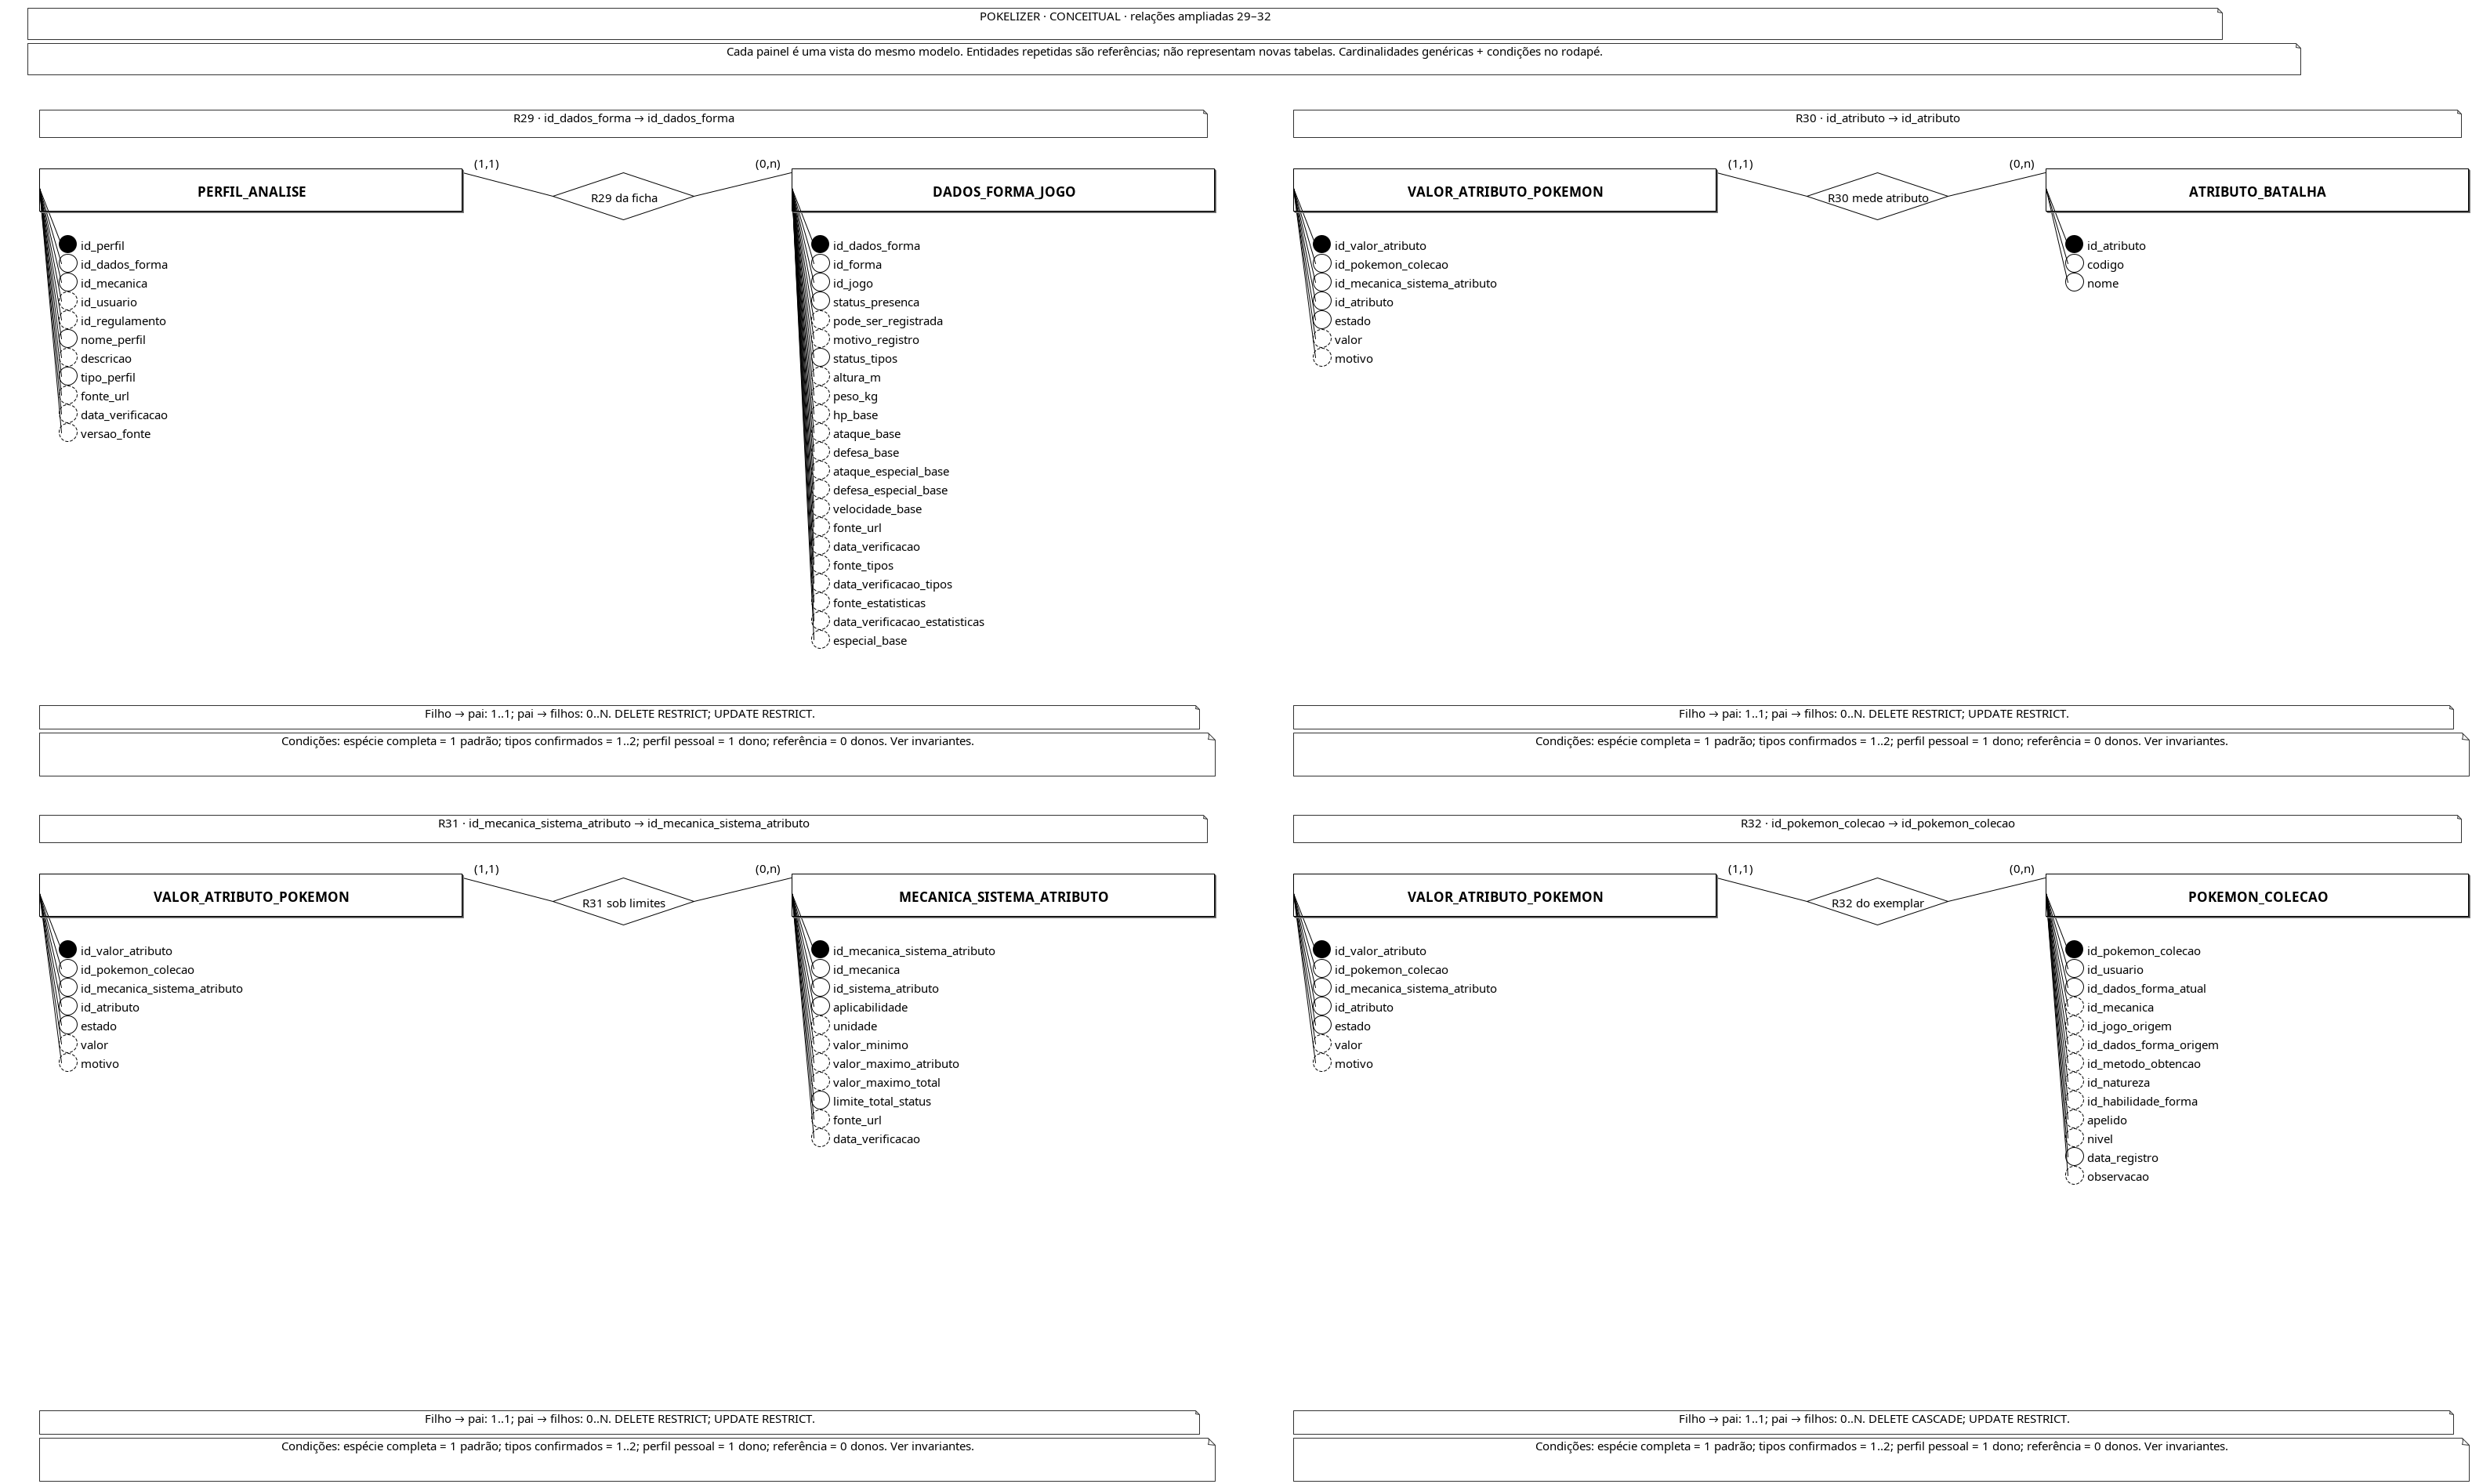 POKELIZER · CONCEITUAL · relações ampliadas 29–32
Cada painel é uma vista do mesmo modelo. Entidades repetidas são referências; não representam novas tabelas. Cardinalidades genéricas + condições no rodapé.
R29 · id_dados_forma → id_dados_forma
(1,1)
(0,n)
PERFIL_ANALISE
R29 da ficha
DADOS_FORMA_JOGO
id_perfil
id_dados_forma
id_mecanica
id_usuario
id_regulamento
nome_perfil
descricao
tipo_perfil
fonte_url
data_verificacao
versao_fonte
id_dados_forma
id_forma
id_jogo
status_presenca
pode_ser_registrada
motivo_registro
status_tipos
altura_m
peso_kg
hp_base
ataque_base
defesa_base
ataque_especial_base
defesa_especial_base
velocidade_base
fonte_url
data_verificacao
fonte_tipos
data_verificacao_tipos
fonte_estatisticas
data_verificacao_estatisticas
especial_base
Filho → pai: 1..1; pai → filhos: 0..N. DELETE RESTRICT; UPDATE RESTRICT.
Condições: espécie completa = 1 padrão; tipos confirmados = 1..2; perfil pessoal = 1 dono; referência = 0 donos. Ver invariantes.
R30 · id_atributo → id_atributo
(1,1)
(0,n)
VALOR_ATRIBUTO_POKEMON
R30 mede atributo
ATRIBUTO_BATALHA
id_valor_atributo
id_pokemon_colecao
id_mecanica_sistema_atributo
id_atributo
estado
valor
motivo
id_atributo
codigo
nome
Filho → pai: 1..1; pai → filhos: 0..N. DELETE RESTRICT; UPDATE RESTRICT.
Condições: espécie completa = 1 padrão; tipos confirmados = 1..2; perfil pessoal = 1 dono; referência = 0 donos. Ver invariantes.
R31 · id_mecanica_sistema_atributo → id_mecanica_sistema_atributo
(1,1)
(0,n)
VALOR_ATRIBUTO_POKEMON
R31 sob limites
MECANICA_SISTEMA_ATRIBUTO
id_valor_atributo
id_pokemon_colecao
id_mecanica_sistema_atributo
id_atributo
estado
valor
motivo
id_mecanica_sistema_atributo
id_mecanica
id_sistema_atributo
aplicabilidade
unidade
valor_minimo
valor_maximo_atributo
valor_maximo_total
limite_total_status
fonte_url
data_verificacao
Filho → pai: 1..1; pai → filhos: 0..N. DELETE RESTRICT; UPDATE RESTRICT.
Condições: espécie completa = 1 padrão; tipos confirmados = 1..2; perfil pessoal = 1 dono; referência = 0 donos. Ver invariantes.
R32 · id_pokemon_colecao → id_pokemon_colecao
(1,1)
(0,n)
VALOR_ATRIBUTO_POKEMON
R32 do exemplar
POKEMON_COLECAO
id_valor_atributo
id_pokemon_colecao
id_mecanica_sistema_atributo
id_atributo
estado
valor
motivo
id_pokemon_colecao
id_usuario
id_dados_forma_atual
id_mecanica
id_jogo_origem
id_dados_forma_origem
id_metodo_obtencao
id_natureza
id_habilidade_forma
apelido
nivel
data_registro
observacao
Filho → pai: 1..1; pai → filhos: 0..N. DELETE CASCADE; UPDATE RESTRICT.
Condições: espécie completa = 1 padrão; tipos confirmados = 1..2; perfil pessoal = 1 dono; referência = 0 donos. Ver invariantes.